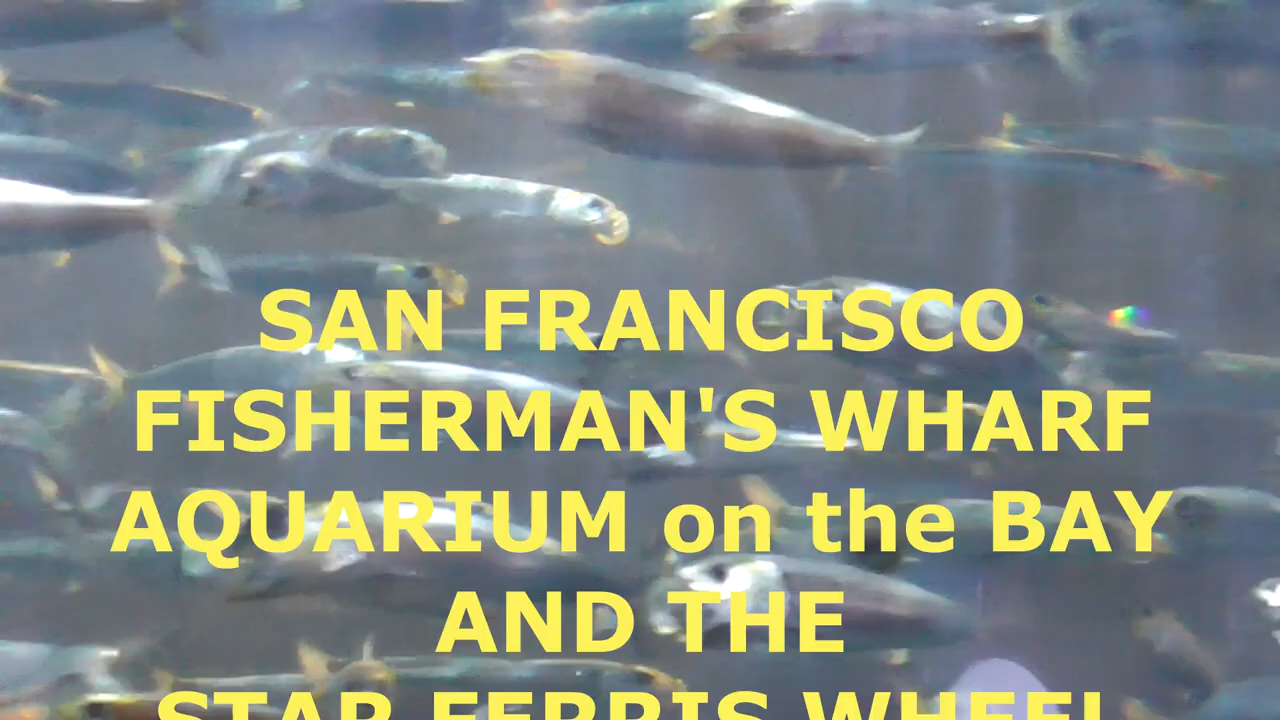 SAN FRANCISCO
FISHERMAN'S WHARF
AQUARIUM on the BAY
AND THE
STAR FERRIS WHEEL